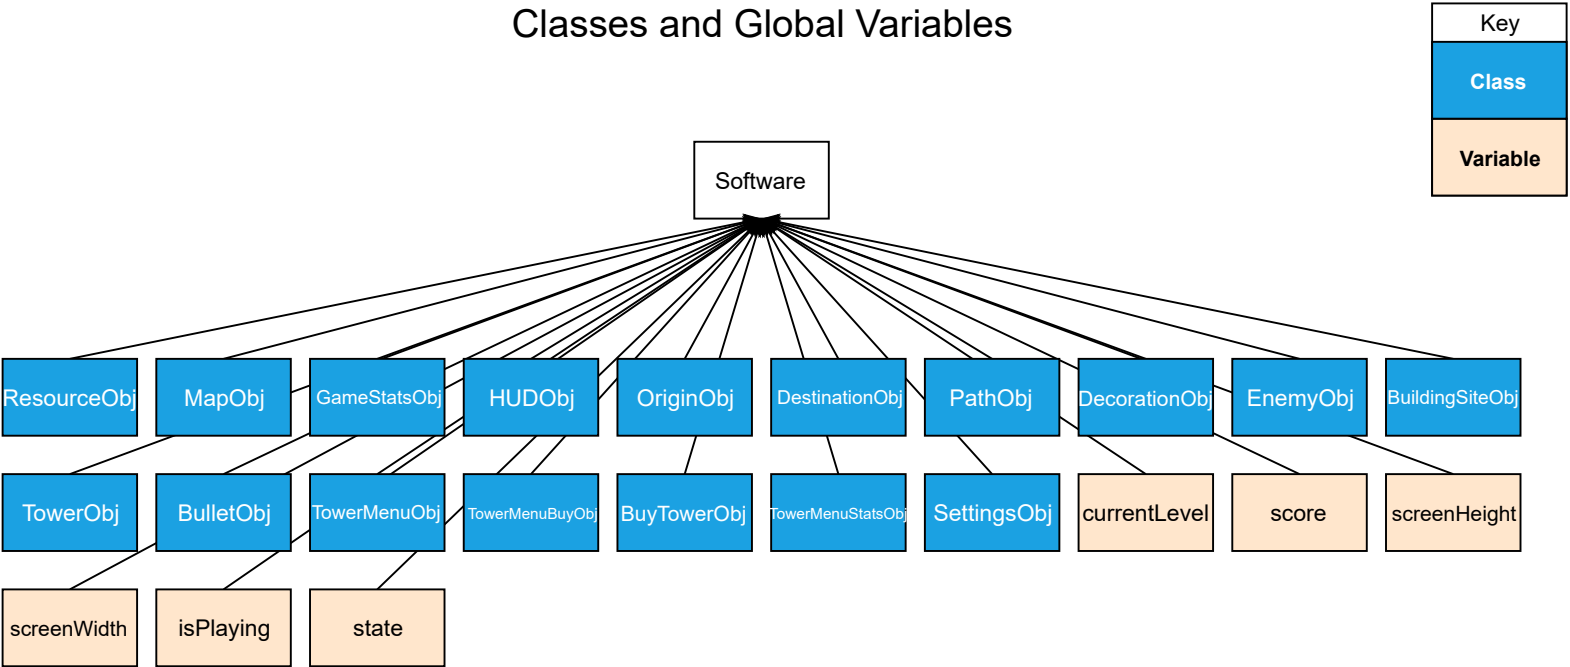 Classes and Global Variables
Key
Class
Variable
Software
ResourceObj
MapObj
GameStatsObj
HUDObj
OriginObj
DestinationObj
PathObj
DecorationObj
EnemyObj
BuildingSiteObj
TowerObj
BulletObj
TowerMenuObj
TowerMenuBuyObj
BuyTowerObj
TowerMenuStatsObj
SettingsObj
currentLevel
score
screenHeight
screenWidth
isPlaying
state